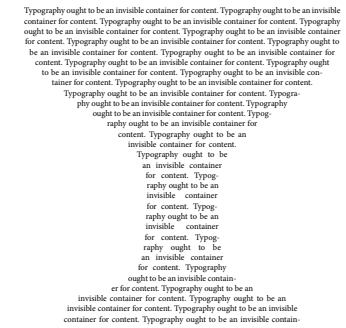 Typography ought to be an invisible container for content. Typography ought to be an invisible
container for content. Typography ought to be an invisible container for content. Typography
ought to be an invisible container for content. Typography ought to be an invisible container
for content. Typography ought to be an invisible container for content. Typography ought to
be an invisible container for content. Typography ought to be an invisible container for
content. Typography ought to be an invisible container for content. Typography ought
to be an invisible container for content. Typography ought to be an invisible con-
tainer for content. Typography ought to be an invisible container for content.
Typography ought to be an invisible container for content. Typogra-
phy ought to be an invisible container for content. Typography
ought to be an invisible container for content. Typog-
raphy ought to be an invisible container for
content. Typography ought to be an
invisible container for content.
Typography ought to be
an invisible container
for content. Typog-
raphy ought to be an
invisible container
for content. Typog-
raphy ought to be an
invisible container
for content. Typog-
raphy ought to be
an invisible container
for content. Typography
ought to be an invisible contain-
er for content. Typography ought to be an
invisible container for content. Typography ought to be an
invisible container for content. Typography ought to be an invisible
container for content. Typography ought to be an invisible contain-